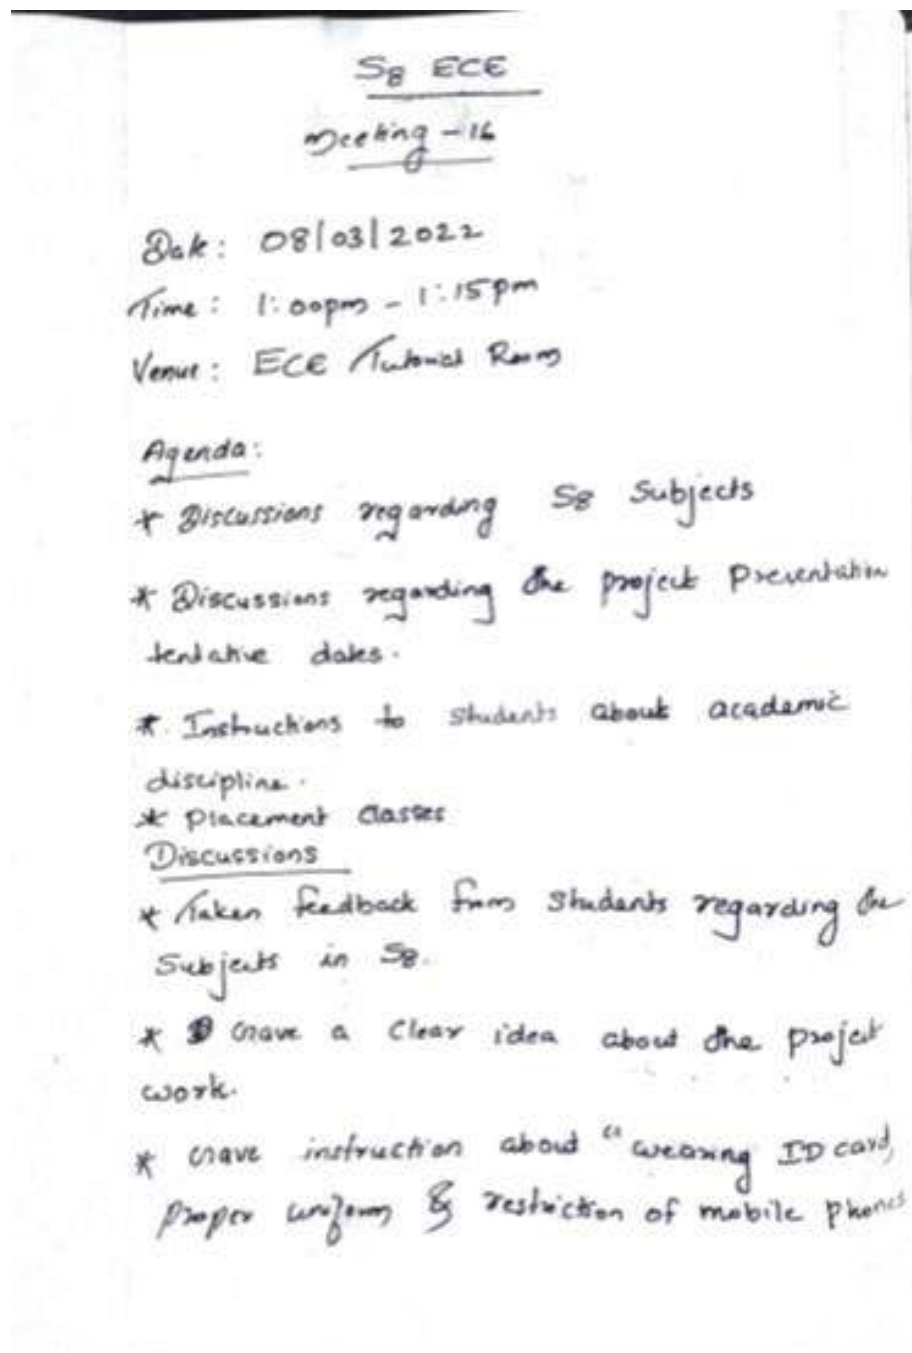 S8 ECE
Meeting - 16
Date: 08/03/2022
Time: 1:00pm - 1:15pm
Venue: ECE Tutorial Room
Agenda:
* Discussions regarding S8 Subjects
* Discussions regarding the project Presentation
tentative dates.
* Instructions to students about academic
discipline.
* Placement classes
Discussions
* Taken feedback from students regarding the
Subjects in S8.
* Gave a clear idea about the project
work.
* Gave instruction about "wearing ID card,
proper uniform & restriction of mobile phones